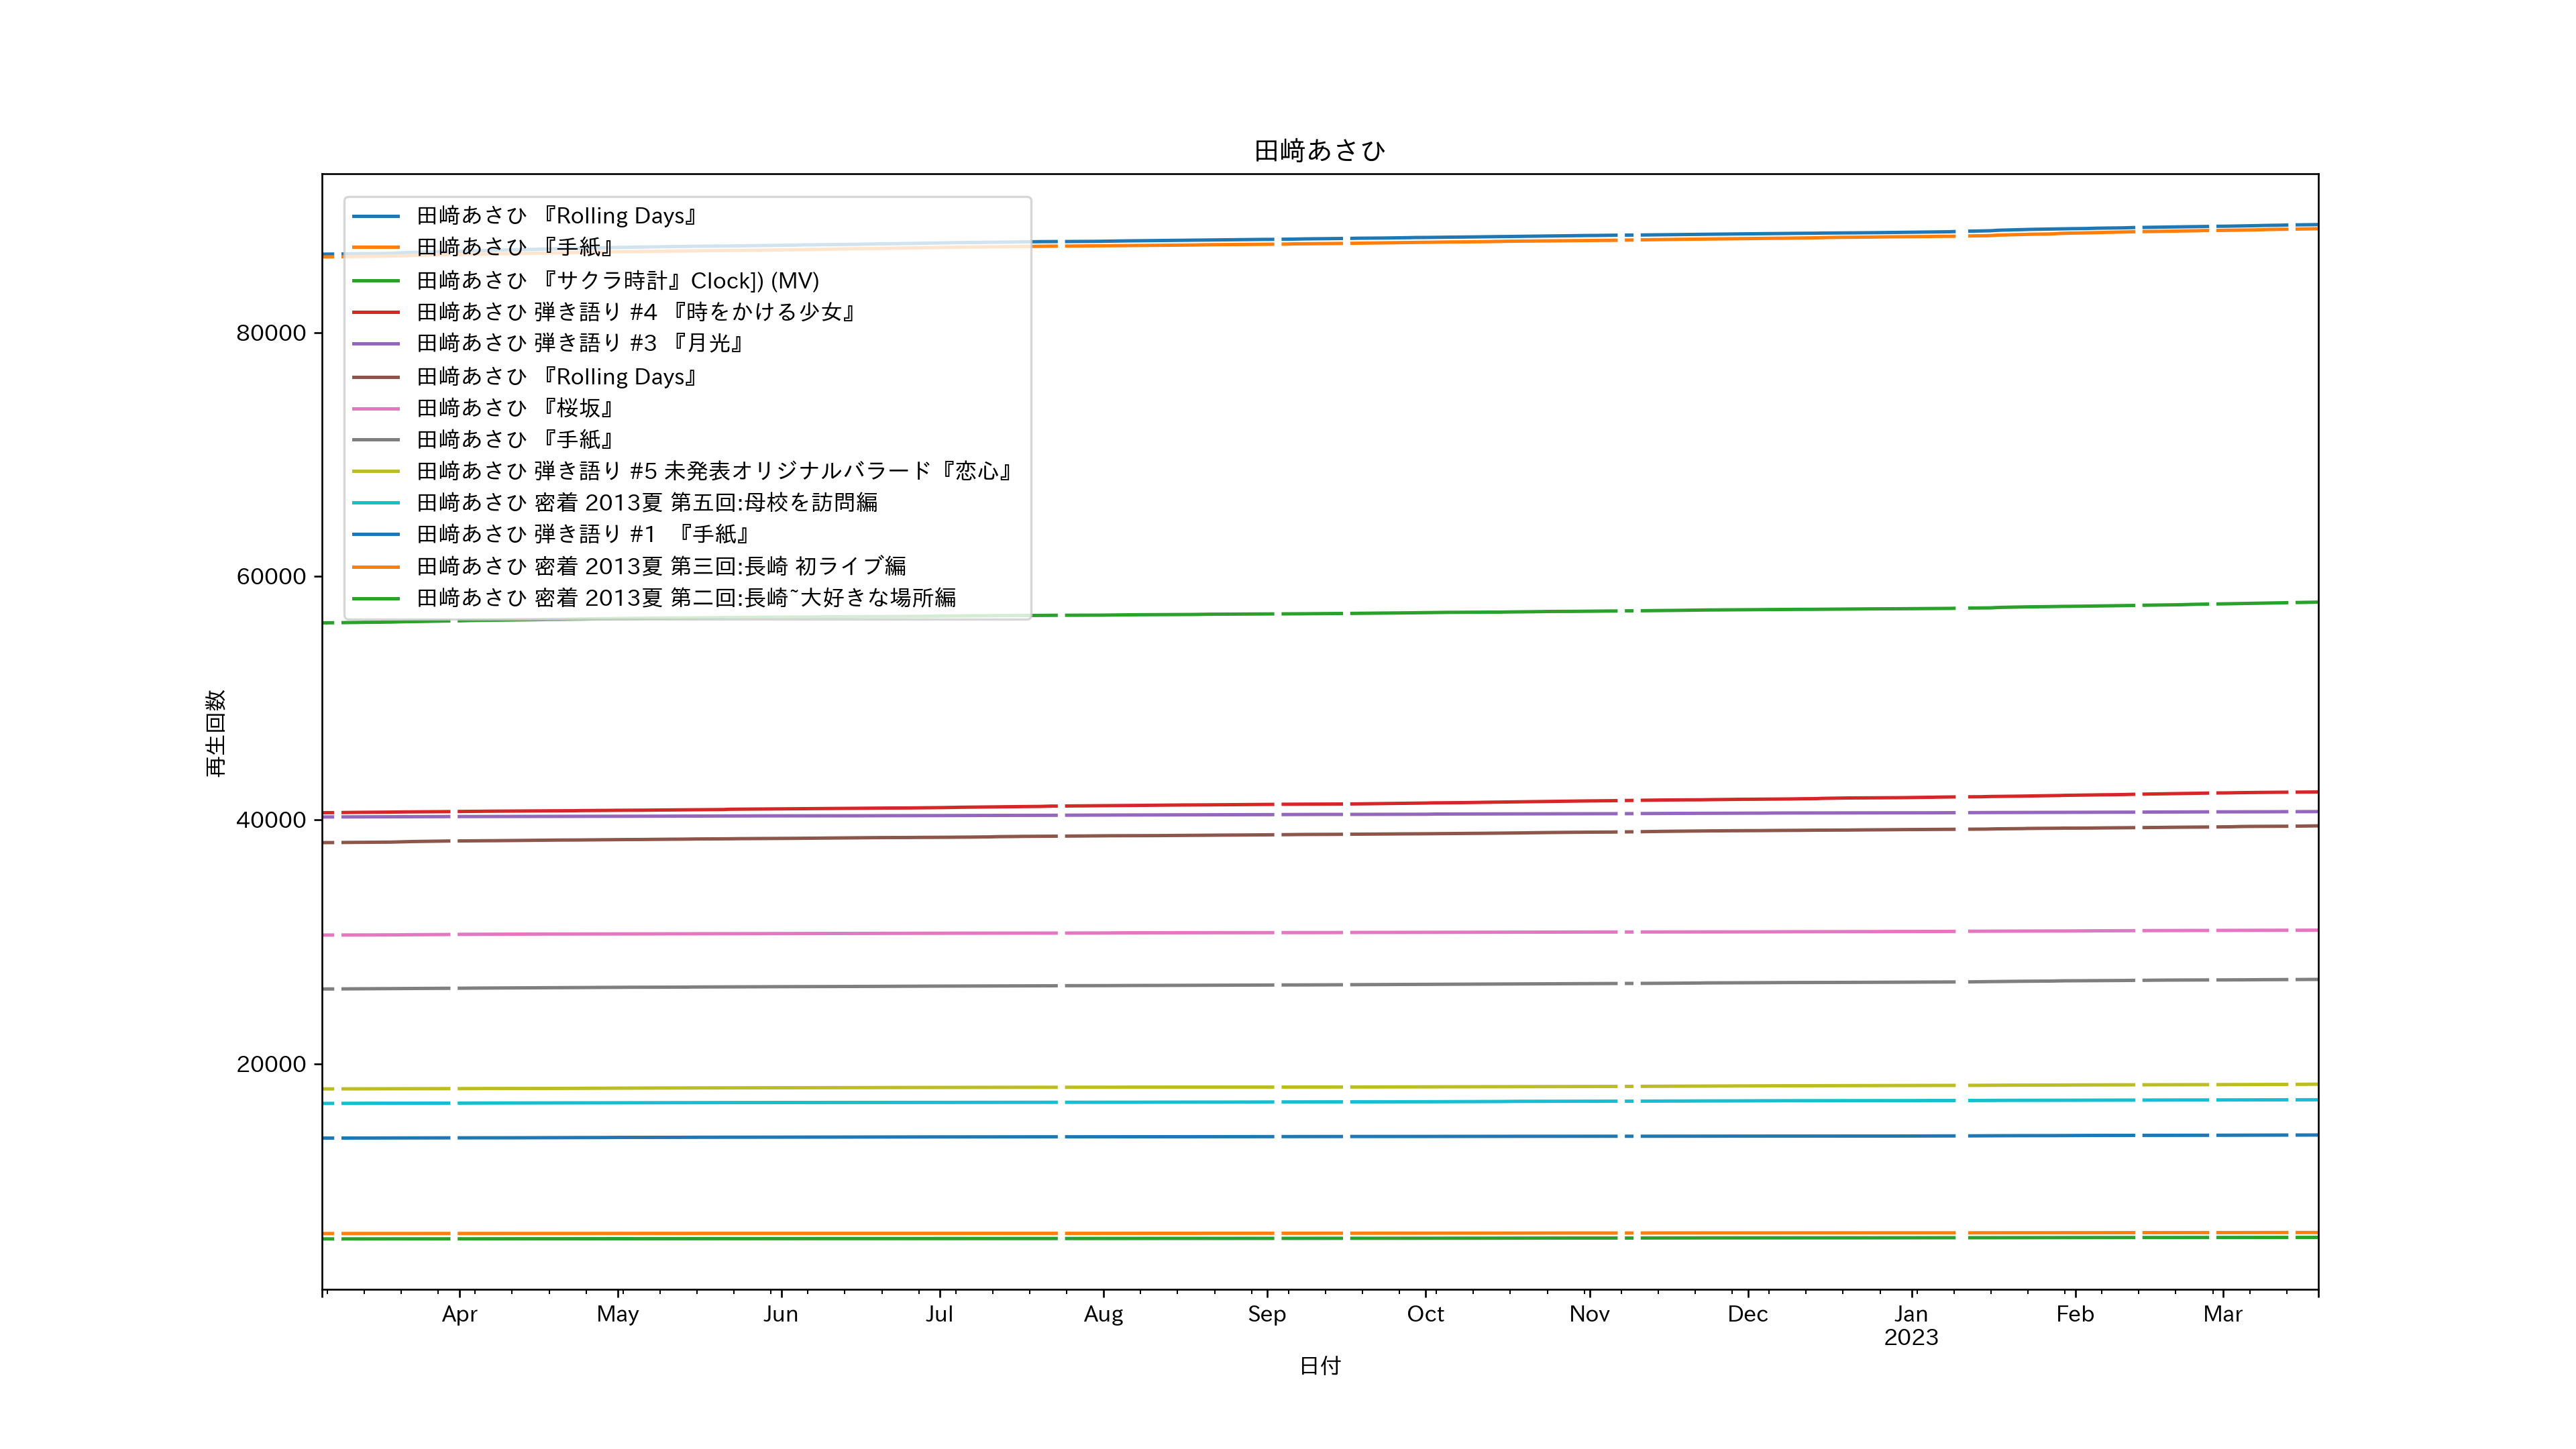 田﨑あさひ
田﨑あさひ 『Rolling Days』
田﨑あさひ 『手紙』
田﨑あさひ 『サクラ時計』Clock]) (MV)
田﨑あさひ 弾き語り #4 『時をかける少女』
田﨑あさひ 弾き語り #3 『月光』
田﨑あさひ 『Rolling Days』
田﨑あさひ 『桜坂』
田﨑あさひ 『手紙』
田﨑あさひ 弾き語り #5 未発表オリジナルバラード『恋心』
田﨑あさひ 密着 2013夏 第五回:母校を訪問編
田﨑あさひ 弾き語り #1 『手紙』
田﨑あさひ 密着 2013夏 第三回:長崎 初ライブ編
田﨑あさひ 密着 2013夏 第二回:長崎~大好きな場所編
80000
60000
40000
20000
再生回数
Apr May Jun Jul Aug Sep Oct Nov Dec Jan Feb Mar
2023
日付